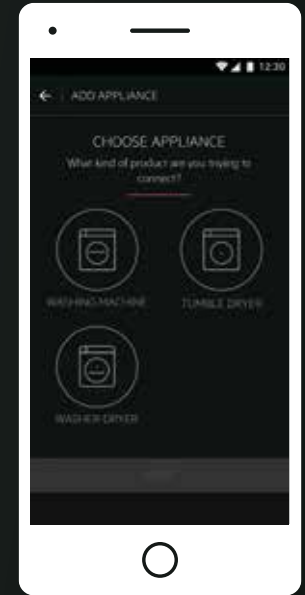 12:30
ADD APPLIANCE
CHOOSE APPLIANCE
What kind of product are you trying to
connect?
WASHING MACHINE
TUMBLE DRYER
WASHER DRYER